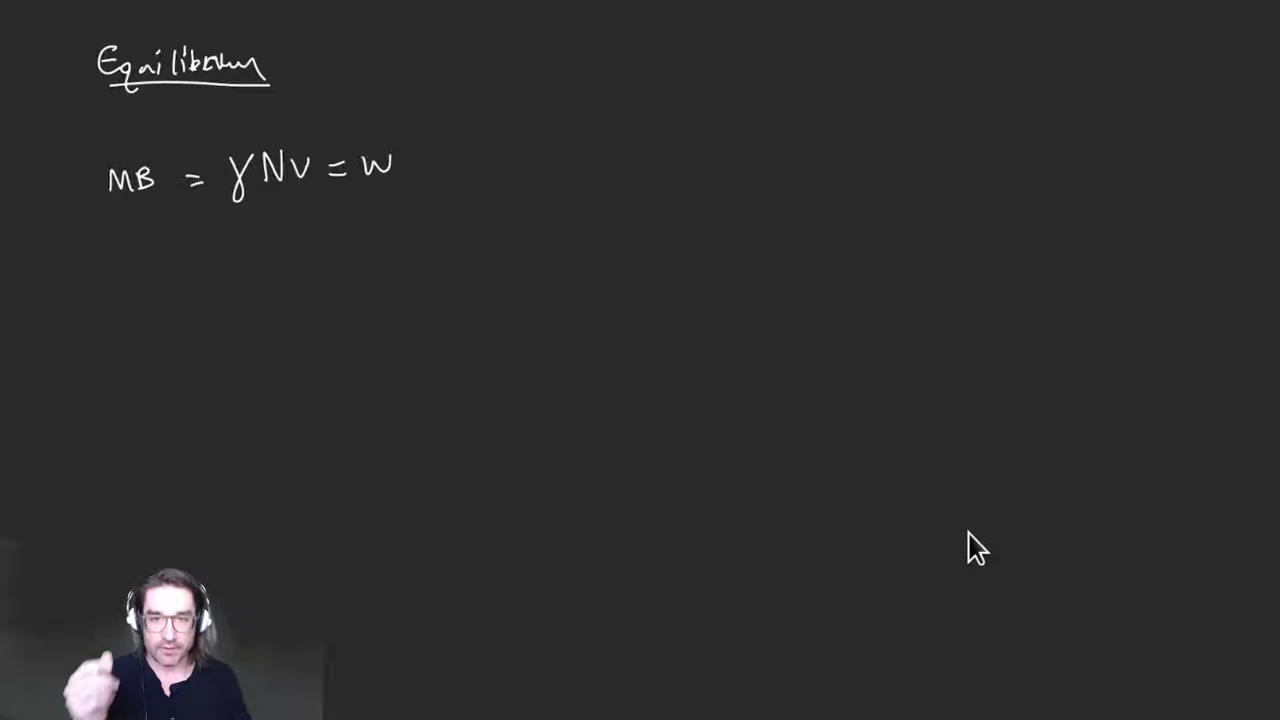 Equilibrium
MB = γNv = w